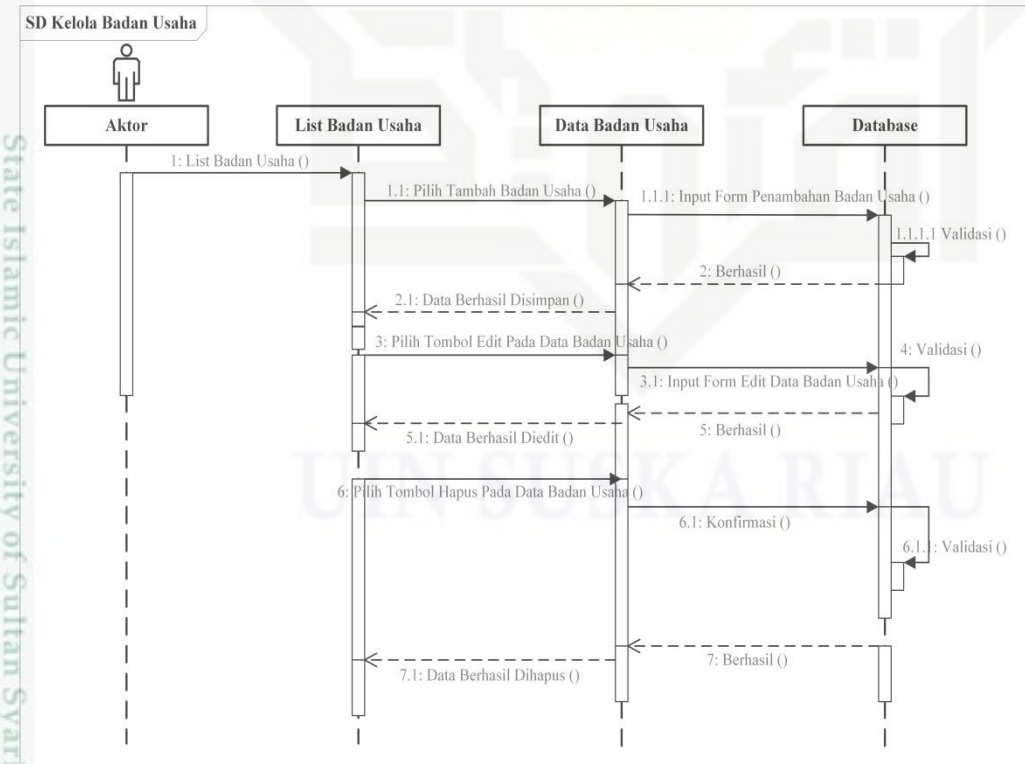 SD Kelola Badan Usaha
Aktor
List Badan Usaha
Data Badan Usaha
Database
1: List Badan Usaha ()
1.1: Pilih Tambah Badan Usaha ()
1.1.1: Input Form Penambahan Badan Usaha ()
1.1.1.1 Validasi ()
2: Berhasil ()
2.1: Data Berhasil Disimpan ()
3: Pilih Tombol Edit Pada Data Badan Usaha ()
4: Validasi ()
3.1: Input Form Edit Data Badan Usaha ()
5: Berhasil ()
5.1: Data Berhasil Diedit ()
6: Pilih Tombol Hapus Pada Data Badan Usaha ()
6.1: Konfirmasi ()
6.1.1: Validasi ()
7: Berhasil ()
7.1: Data Berhasil Dihapus ()
UIN SUSKA RIAU
State Islamic University of Sultan Syari